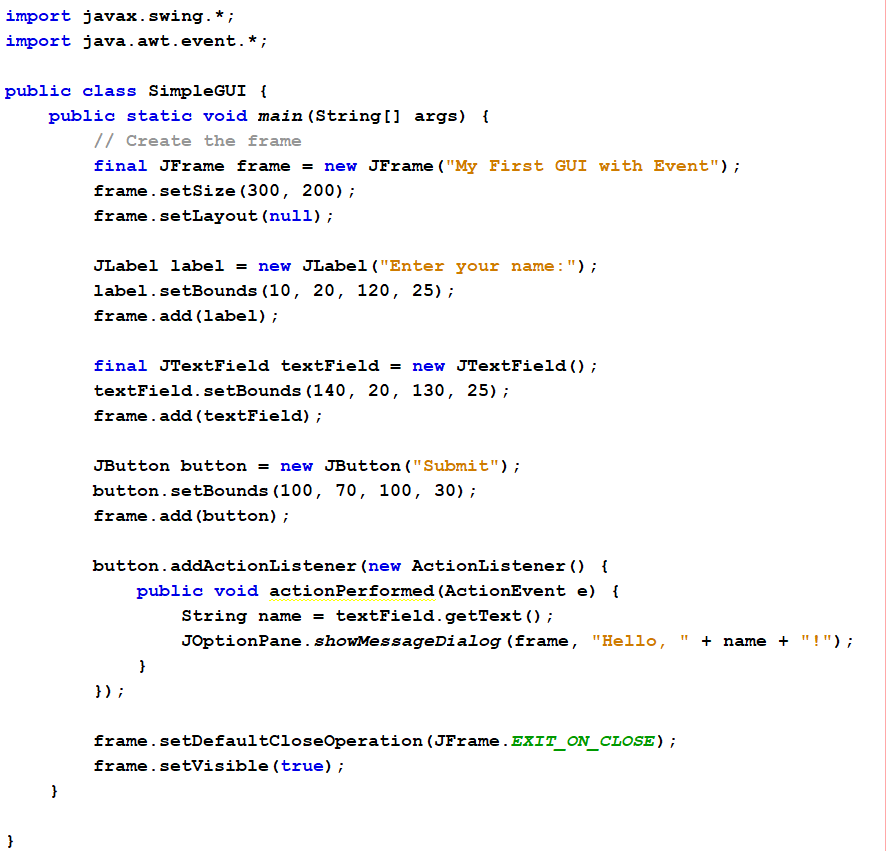 import javax.swing.*;
import java.awt.event.*;

public class SimpleGUI {
    public static void main(String[] args) {
        // Create the frame
        final JFrame frame = new JFrame("My First GUI with Event");
        frame.setSize(300, 200);
        frame.setLayout(null);

        JLabel label = new JLabel("Enter your name:");
        label.setBounds(10, 20, 120, 25);
        frame.add(label);

        final JTextField textField = new JTextField();
        textField.setBounds(140, 20, 130, 25);
        frame.add(textField);

        JButton button = new JButton("Submit");
        button.setBounds(100, 70, 100, 30);
        frame.add(button);

        button.addActionListener(new ActionListener() {
            public void actionPerformed(ActionEvent e) {
                String name = textField.getText();
                JOptionPane.showMessageDialog(frame, "Hello, " + name + "!");
            }
        });

        frame.setDefaultCloseOperation(JFrame.EXIT_ON_CLOSE);
        frame.setVisible(true);
    }

}